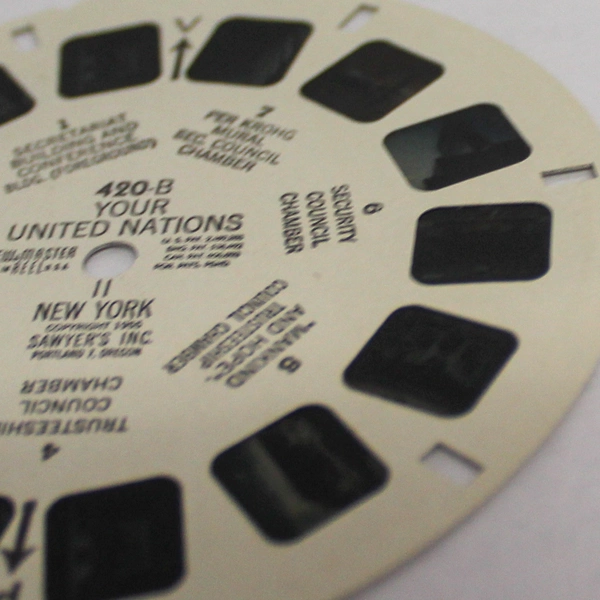 1
SECRETARIAT
BUILDING AND
CONFERENCE
BLDG. (FOREGROUND)
7
PER KROHG
MURAL
SEC. COUNCIL
CHAMBER
6
SECURITY
COUNCIL
CHAMBER
420-B
YOUR
UNITED NATIONS
VIEW-MASTER
REEL
II
NEW YORK
COPYRIGHT 1955
SAWYER'S INC.
PORTLAND 7, OREGON
5
"MANKIND
AND HOPE",
TRUSTEESHIP
COUNCIL CHAMBER
4
TRUSTEESHIP
COUNCIL
CHAMBER